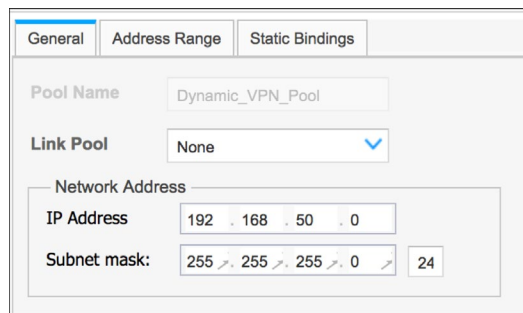 General Address Range Static Bindings
Pool Name Dynamic_VPN_Pool
Link Pool None
Network Address
IP Address 192 . 168 . 50 . 0
Subnet mask: 255 . 255 . 255 . 0 24